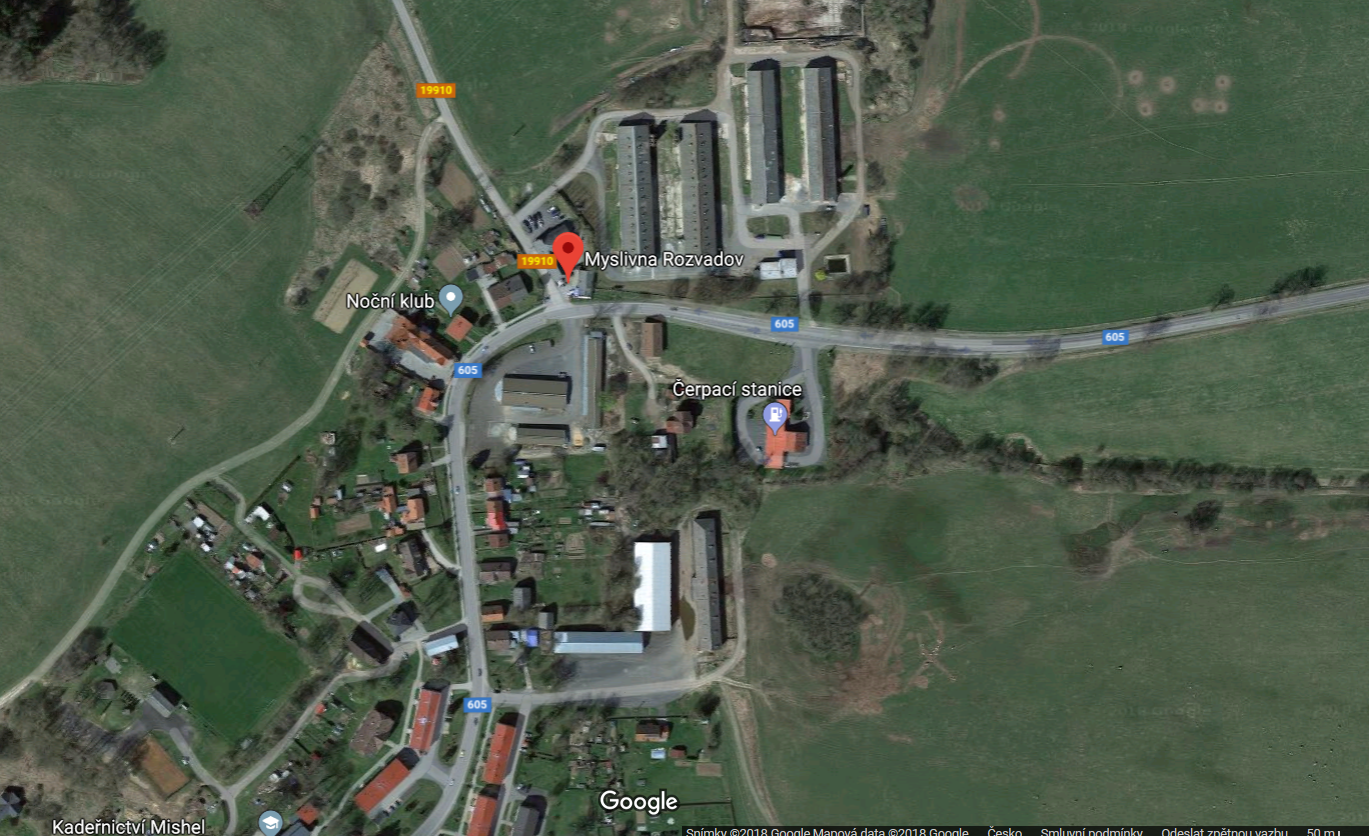 19910
19910
Myslivna Rozvadov
Noční klub
605
605
605
Čerpací stanice
605
Google
Kadeřnictví Mishel
Snímky ©2018 Google, Mapová data ©2018 Google Česko Smluvní podmínky Odeslat zpětnou vazbu 50 m